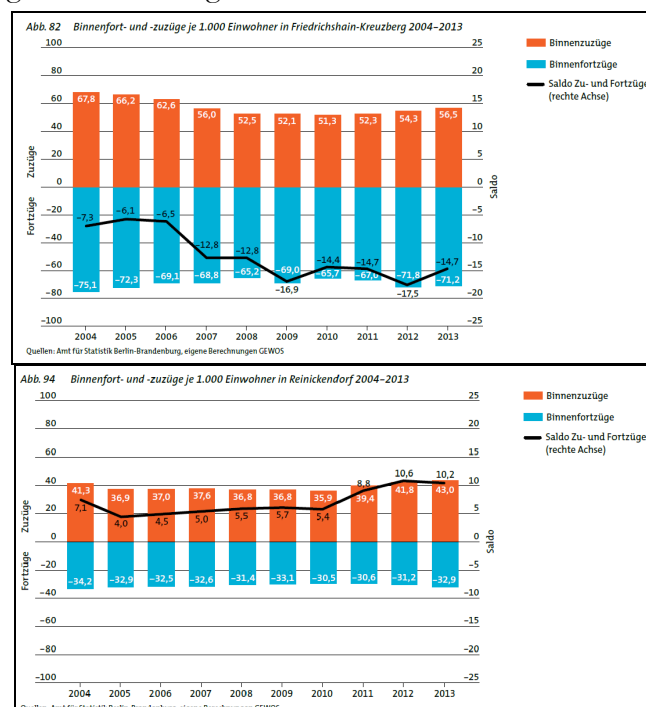 Abb. 82 Binnenfort- und -zuzüge je 1.000 Einwohner in Friedrichshain-Kreuzberg 2004–2013
100 25
Binnenzuzüge
80 20
67,8 66,2 62,6 56,0 52,5 52,1 51,3 52,3 54,3 56,5
Binnenfortzüge
60 15
Saldo Zu- und Fortzüge
(rechte Achse)
40 10
Zuzüge
20 5
0 0
Saldo
Fortzüge
−20 −5
−7,3 −6,1 −6,5 −12,8 −12,8 −16,9 −14,4 −14,7 −17,5 −14,7
−40 −10
−60 −15
−75,1 −72,3 −69,1 −68,8 −65,2 −69,0 −65,7 −67,0 −71,8 −71,2
−80 −20
−100 −25
2004 2005 2006 2007 2008 2009 2010 2011 2012 2013
Quellen: Amt für Statistik Berlin-Brandenburg, eigene Berechnungen GEWOS
Abb. 94 Binnenfort- und -zuzüge je 1.000 Einwohner in Reinickendorf 2004–2013
100 25
Binnenzuzüge
80 20
Binnenfortzüge
60 15
Saldo Zu- und Fortzüge
(rechte Achse)
40 10
41,3 36,9 37,0 37,6 36,8 36,8 35,9 39,4 41,8 43,0
7,1 4,0 4,5 5,0 5,5 5,7 5,4 8,8 10,6 10,2
Zuzüge
20 5
0 0
Saldo
Fortzüge
−20 −5
−34,2 −32,9 −32,5 −32,6 −31,4 −33,1 −30,5 −30,6 −31,2 −32,9
−40 −10
−60 −15
−80 −20
−100 −25
2004 2005 2006 2007 2008 2009 2010 2011 2012 2013